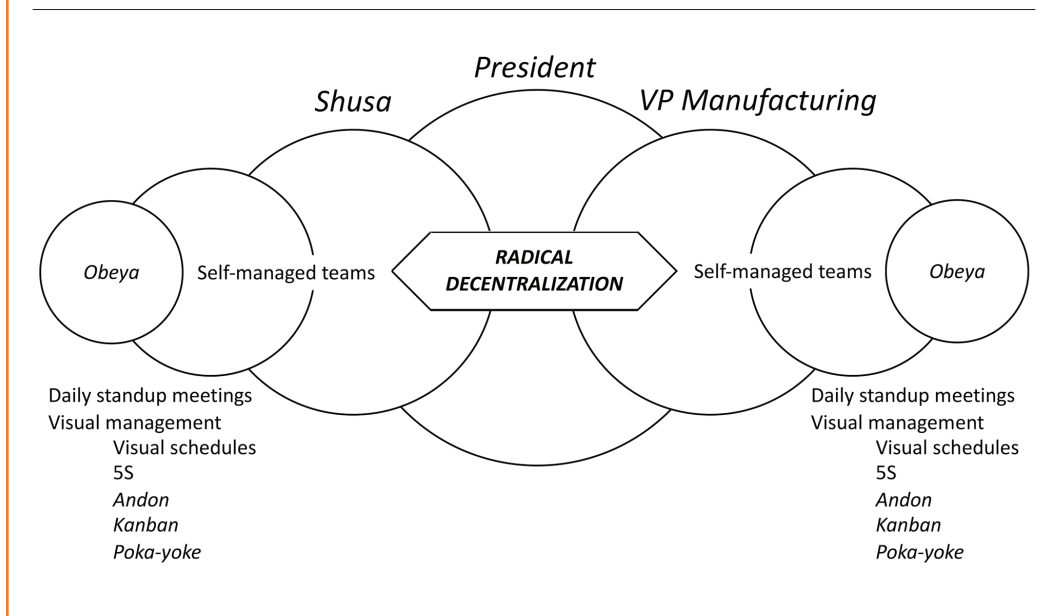 President
Shusa
VP Manufacturing
RADICAL
DECENTRALIZATION
Obeya
Self-managed teams
Self-managed teams
Obeya
Daily standup meetings
Visual management
Visual schedules
5S
Andon
Kanban
Poka-yoke
Daily standup meetings
Visual management
Visual schedules
5S
Andon
Kanban
Poka-yoke